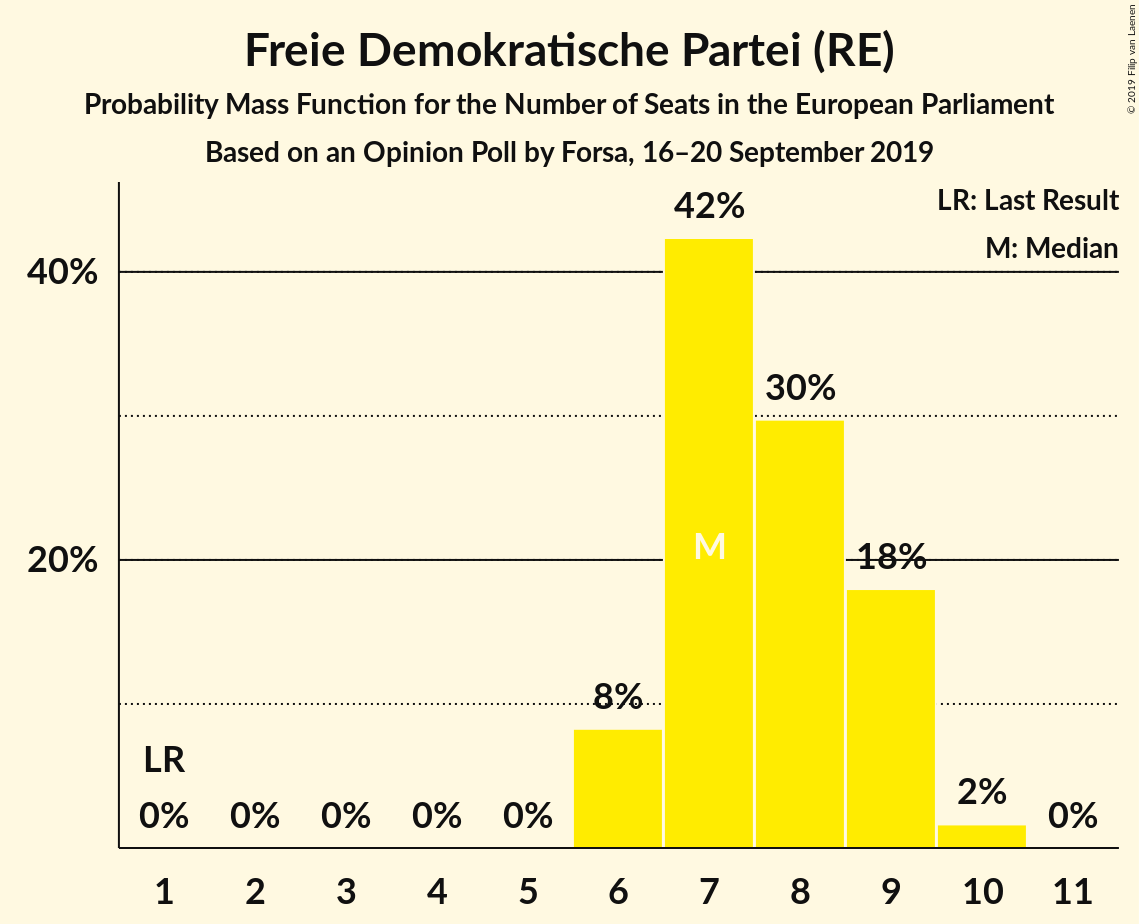 Freie Demokratische Partei (RE)
Probability Mass Function for the Number of Seats in the European Parliament
Based on an Opinion Poll by Forsa, 16–20 September 2019
© 2019 Filip van Laenen
LR: Last Result
M: Median
42%
40%
30%
M
20%
18%
8%
LR
2%
0% 0% 0% 0% 0% 0%
1 2 3 4 5 6 7 8 9 10 11